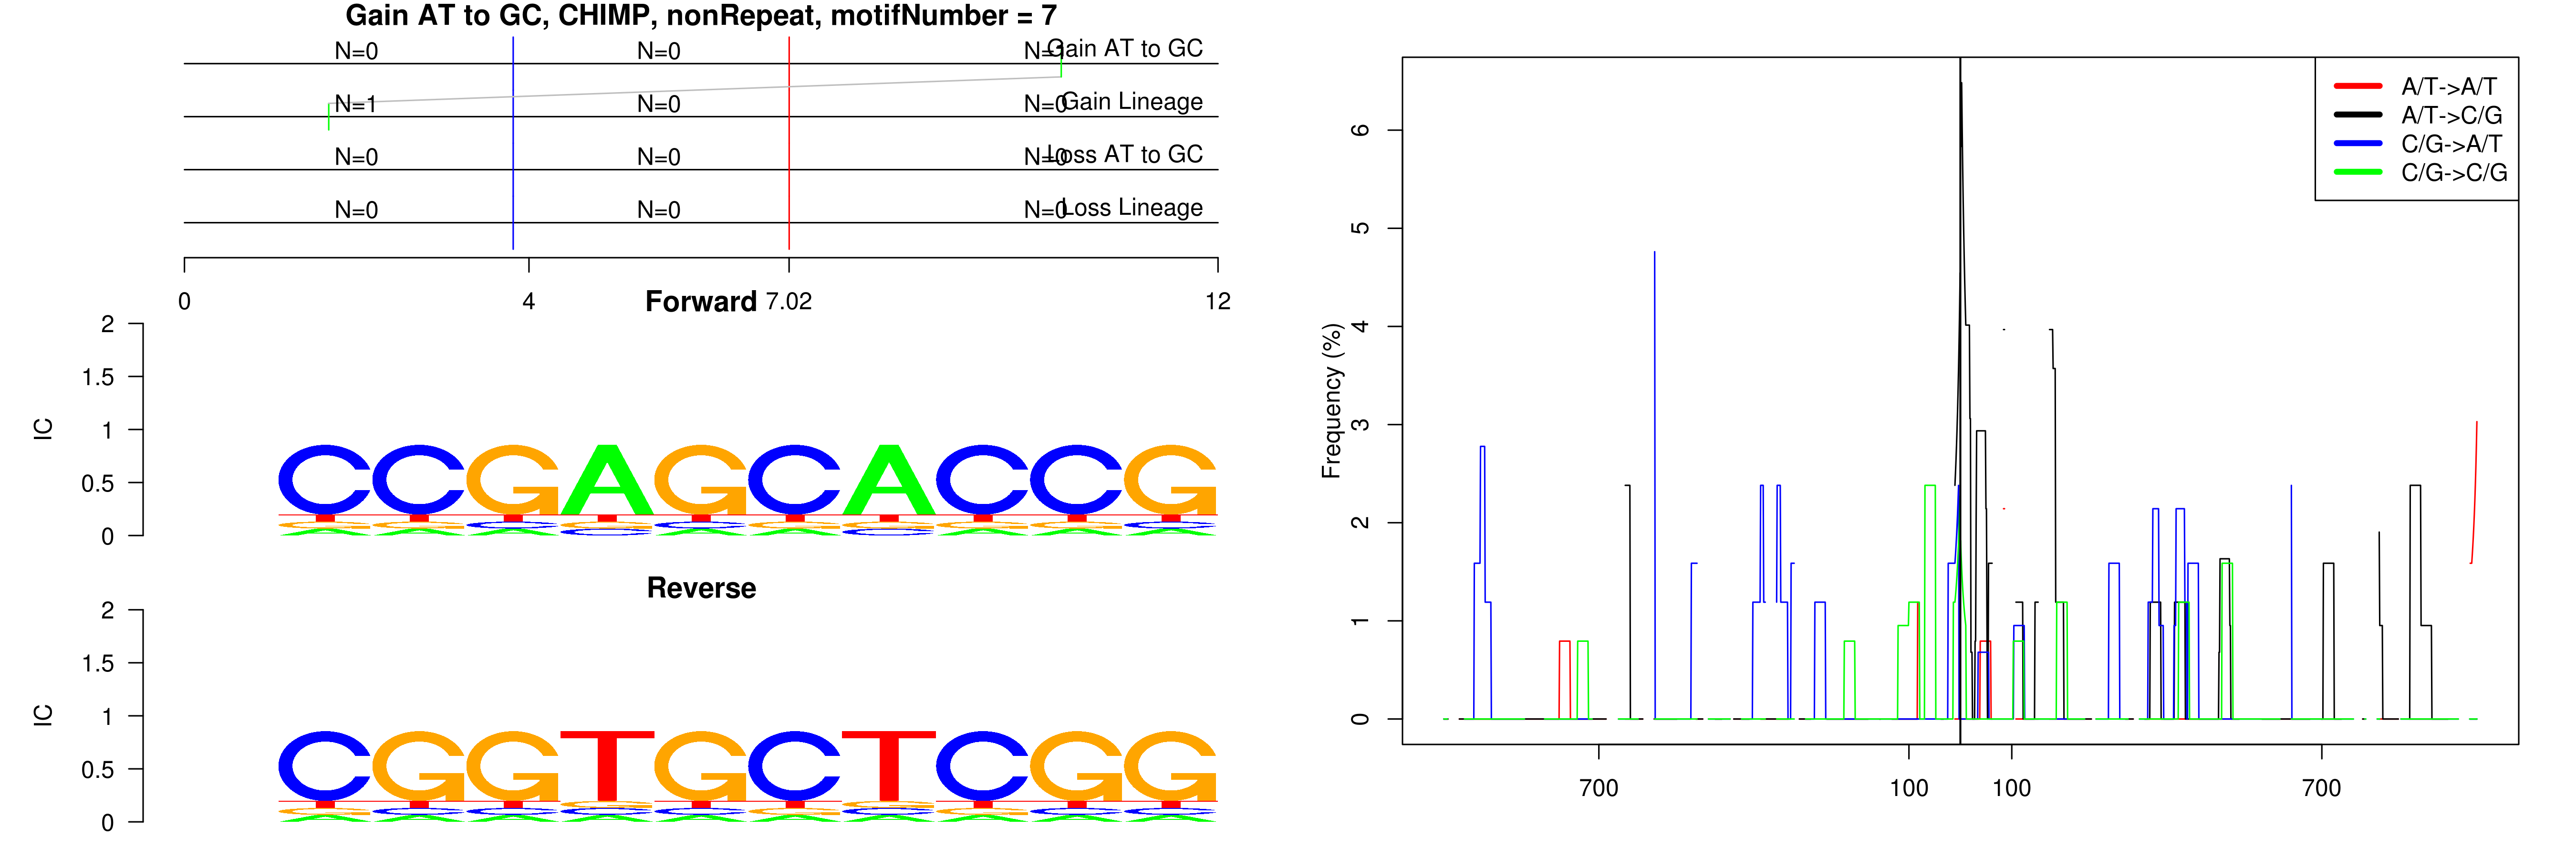 Gain AT to GC, CHIMP, nonRepeat, motifNumber = 7
N=0 N=0 N=1 Gain AT to GC
N=1 N=0 N=0 Gain Lineage
N=0 N=0 N=0 Loss AT to GC
N=0 N=0 N=0 Loss Lineage
0 4 7.02 12
Forward
IC
2
1.5
1
0.5
0
CCGAGCACCG
Reverse
IC
2
1.5
1
0.5
0
CGGTGCTCGG
Frequency (%)
6
5
4
3
2
1
0
700 100 100 700
A/T->A/T
A/T->C/G
C/G->A/T
C/G->C/G